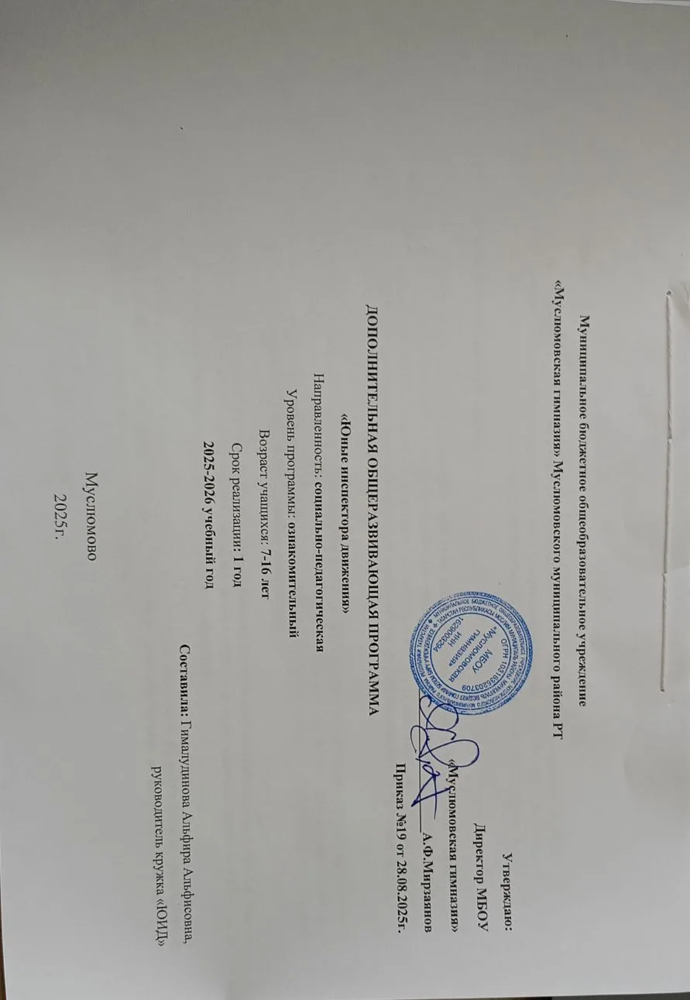 Муниципальное бюджетное общеобразовательное учреждение
«Муслюмовская гимназия» Муслюмовского муниципального района РТ
Утверждаю:
Директор МБОУ
«Муслюмовская гимназия»
А.Ф.Мирзаянов
Приказ №19 от 28.08.2025г.
ОГРН 1031636203709
МБОУ
«МУСЛЮМОВСКАЯ
ГИМНАЗИЯ»
ИНН
1629003294
ДОПОЛНИТЕЛЬНАЯ ОБЩЕРАЗВИВАЮЩАЯ ПРОГРАММА
«Юные инспектора движения»
Направленность: социально-педагогическая
Уровень программы: ознакомительный
Возраст учащихся: 7-16 лет
Срок реализации: 1 год
2025-2026 учебный год
Составила: Гималудинова Альфира Альфисовна,
руководитель кружка «ЮИД»
Муслюмово
2025г.